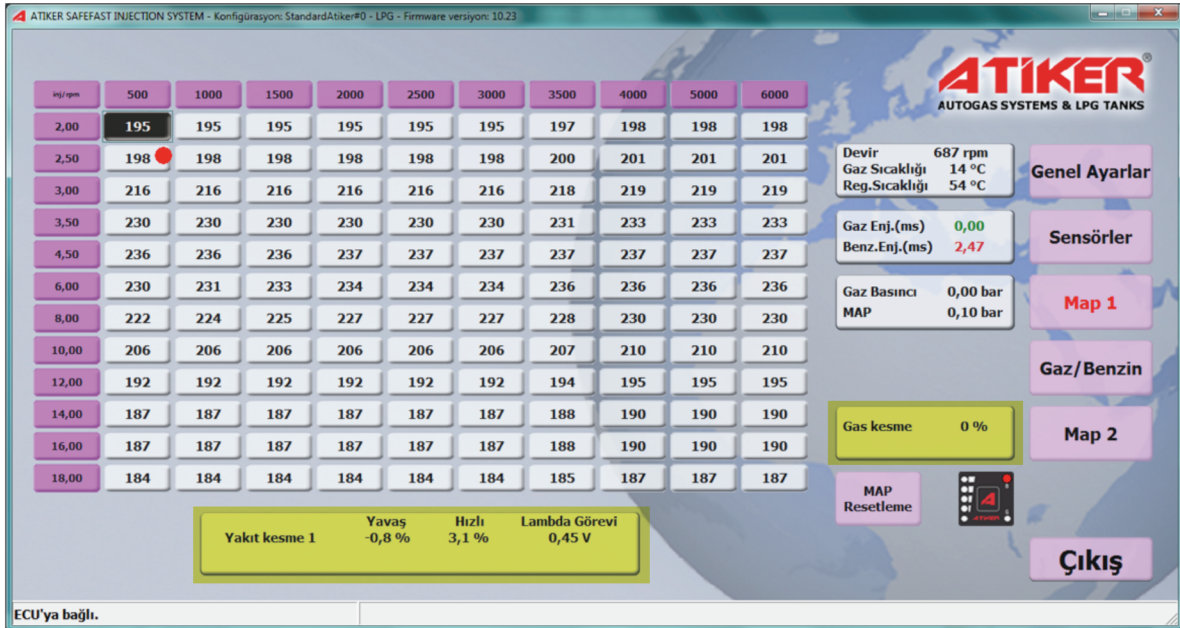 ATIKER SAFEFAST INJECTION SYSTEM - Konfigürasyon: StandardAtiker#0 - LPG - Firmware versiyon: 10.23
ATİKER®
AUTOGAS SYSTEMS & LPG TANKS
inj/rpm 500 1000 1500 2000 2500 3000 3500 4000 5000 6000
2,00 195 195 195 195 195 195 197 198 198 198
2,50 198 198 198 198 198 198 200 201 201 201
3,00 216 216 216 216 216 216 218 219 219 219
3,50 230 230 230 230 230 230 231 233 233 233
4,50 236 236 236 237 237 237 237 237 237 237
6,00 230 231 233 234 234 234 236 236 236 236
8,00 222 224 225 227 227 227 228 230 230 230
10,00 206 206 206 206 206 206 207 210 210 210
12,00 192 192 192 192 192 192 194 195 195 195
14,00 187 187 187 187 187 187 188 190 190 190
16,00 187 187 187 187 187 187 188 190 190 190
18,00 184 184 184 184 184 184 185 187 187 187
Devir 687 rpm
Gaz Sıcaklığı 14 °C
Reg.Sıcaklığı 54 °C
Gaz Enj.(ms) 0,00
Benz.Enj.(ms) 2,47
Gaz Basıncı 0,00 bar
MAP 0,10 bar
Gas kesme 0 %
MAP
Resetleme
ATIKER
Genel Ayarlar
Sensörler
Map 1
Gaz/Benzin
Map 2
Çıkış
Yavaş Hızlı Lambda Görevi
Yakıt kesme 1 -0,8 % 3,1 % 0,45 V
ECU'ya bağlı.